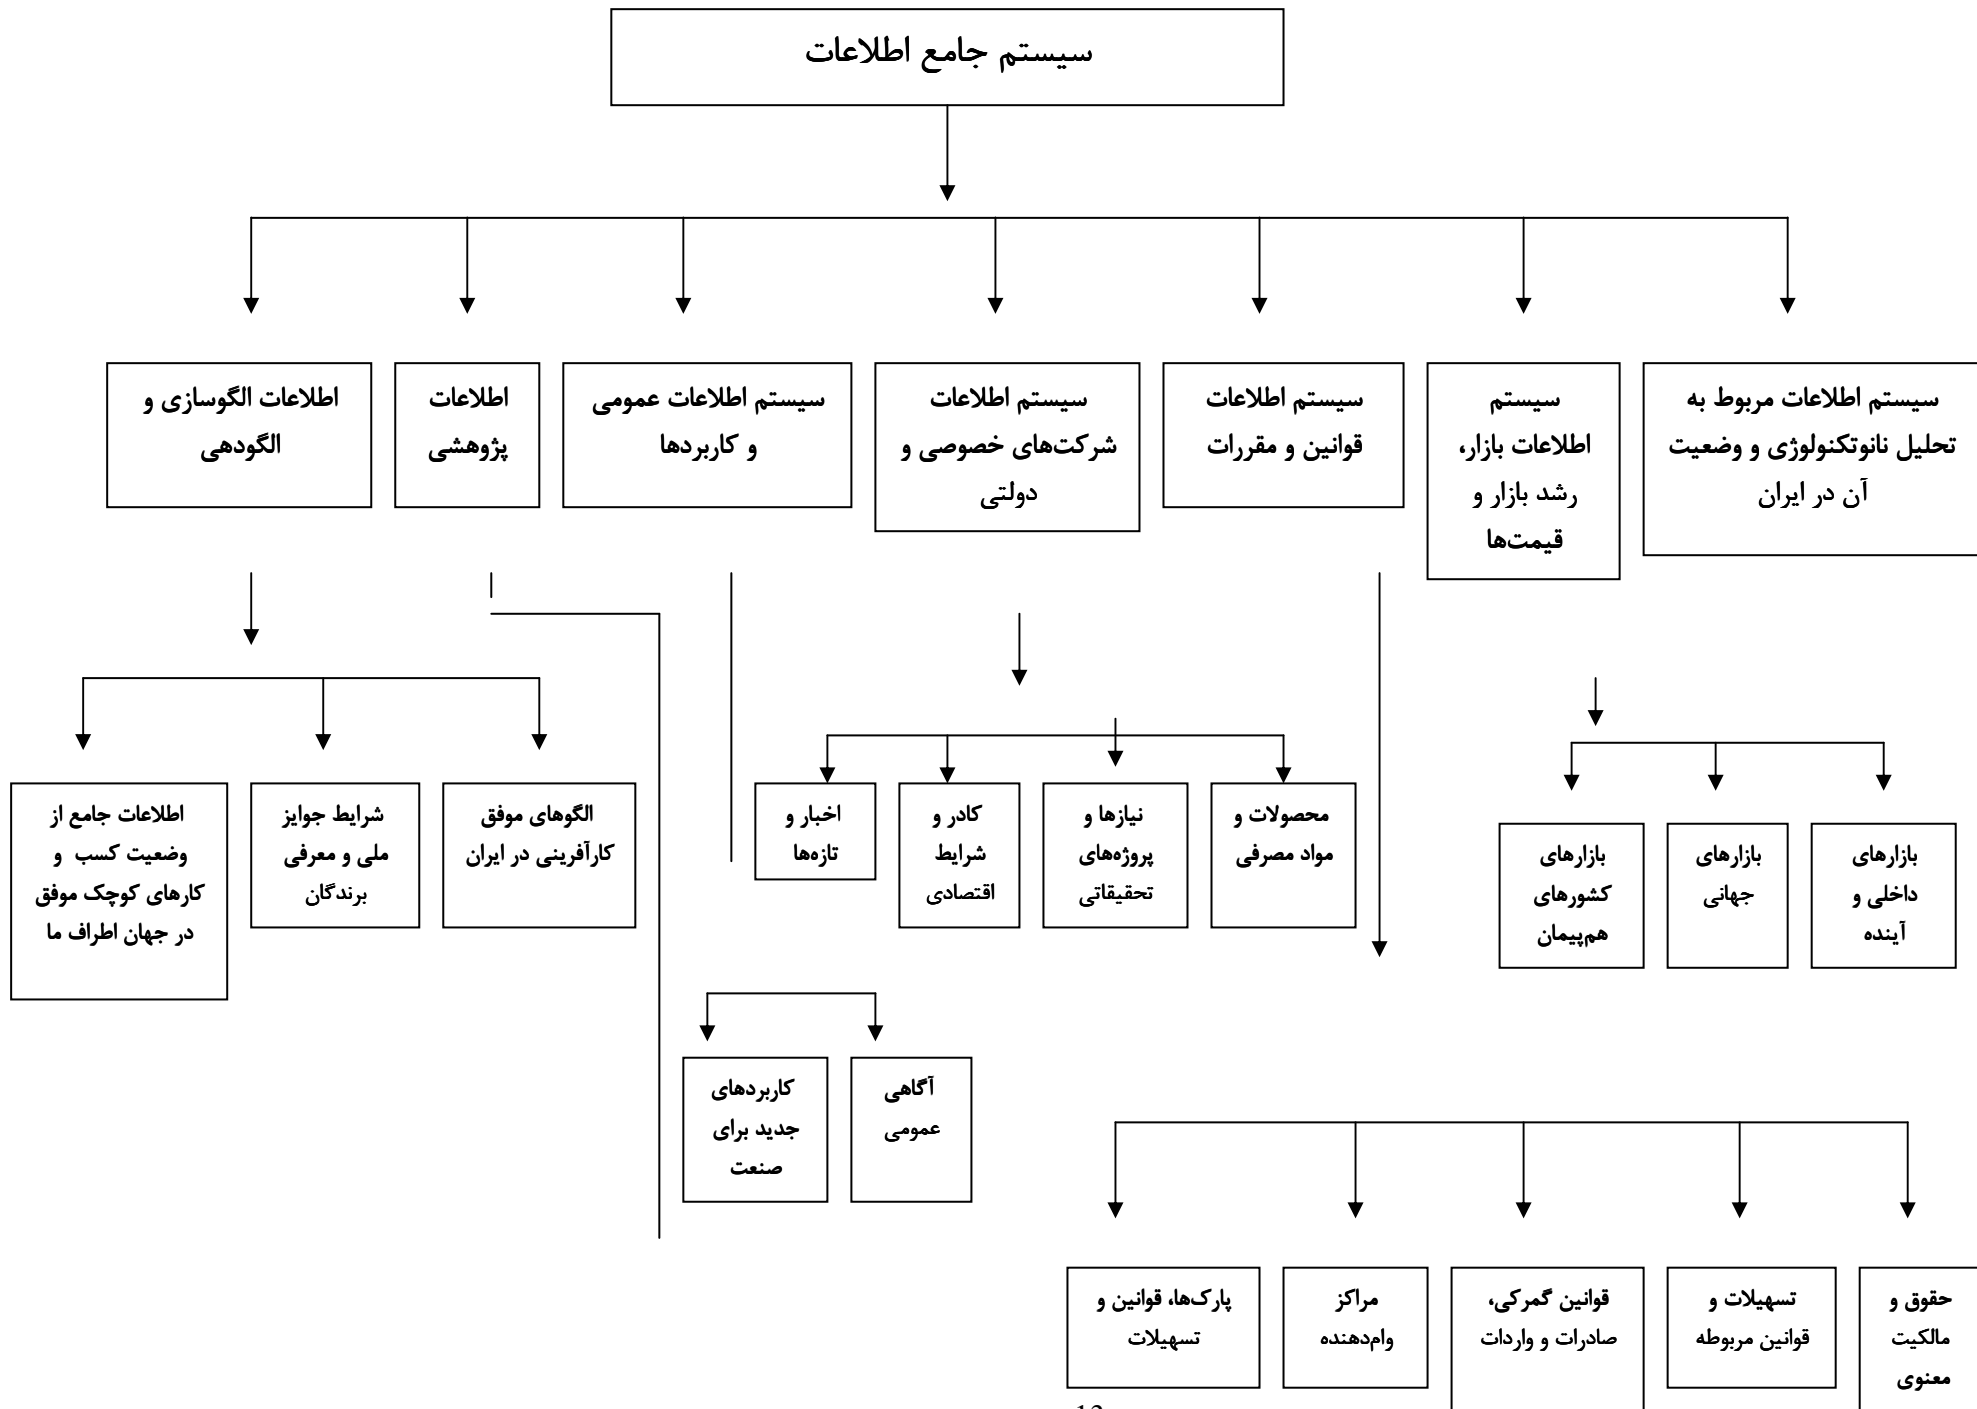 سیستم جامع اطلاعات
سیستم اطلاعات مربوط به
تحلیل نانوتکنولوژی و وضعیت
آن در ایران
سیستم
اطلاعات بازار،
رشد بازار و
قیمت‌ها
سیستم اطلاعات
قوانین و مقررات
سیستم اطلاعات
شرکت‌های خصوصی و
دولتی
سیستم اطلاعات عمومی
و کاربردها
اطلاعات
پژوهشی
اطلاعات الگوسازی و
الگودهی
بازارهای
داخلی و
آینده
بازارهای
جهانی
بازارهای
کشورهای
هم‌پیمان
محصولات و
مواد مصرفی
نیازها و
پروژه‌های
تحقیقاتی
کادر و
شرایط
اقتصادی
اخبار و
تازه‌ها
الگوهای موفق
کارآفرینی در ایران
شرایط جوایز
ملی و معرفی
برندگان
اطلاعات جامع از
وضعیت کسب و
کارهای کوچک موفق
در جهان اطراف ما
آگاهی
عمومی
کاربردهای
جدید برای
صنعت
حقوق و
مالکیت
معنوی
تسهیلات و
قوانین مربوطه
قوانین گمرکی،
صادرات و واردات
مراکز
وام‌دهنده
پارک‌ها، قوانین و
تسهیلات